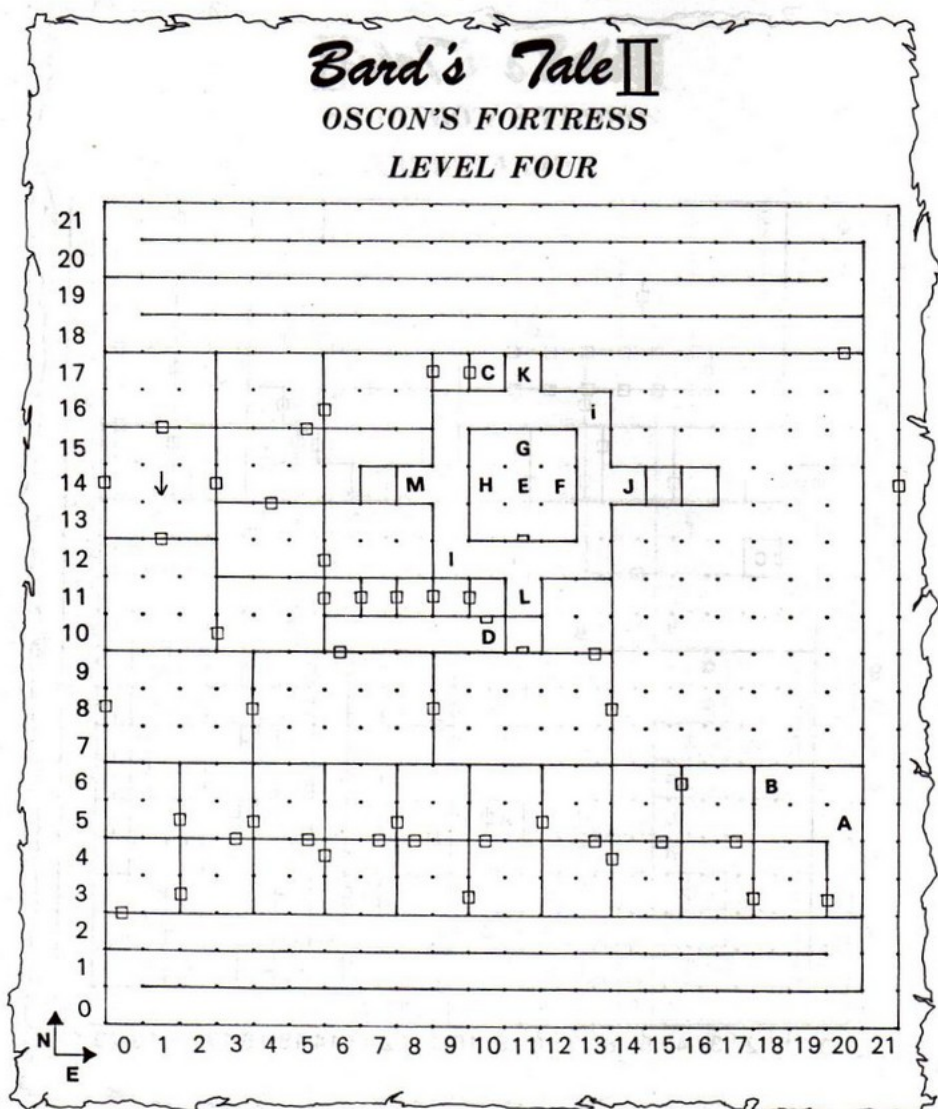 Bard's Tale II
OSCON'S FORTRESS
LEVEL FOUR
21
20
19
18
17 C K
16 i
15 G
14 ↓ M H E F J
13
12 I
11 L
10 D
9
8
7
6 B
5 A
4
3
2
1
0
N
E
0 1 2 3 4 5 6 7 8 9 10 11 12 13 14 15 16 17 18 19 20 21